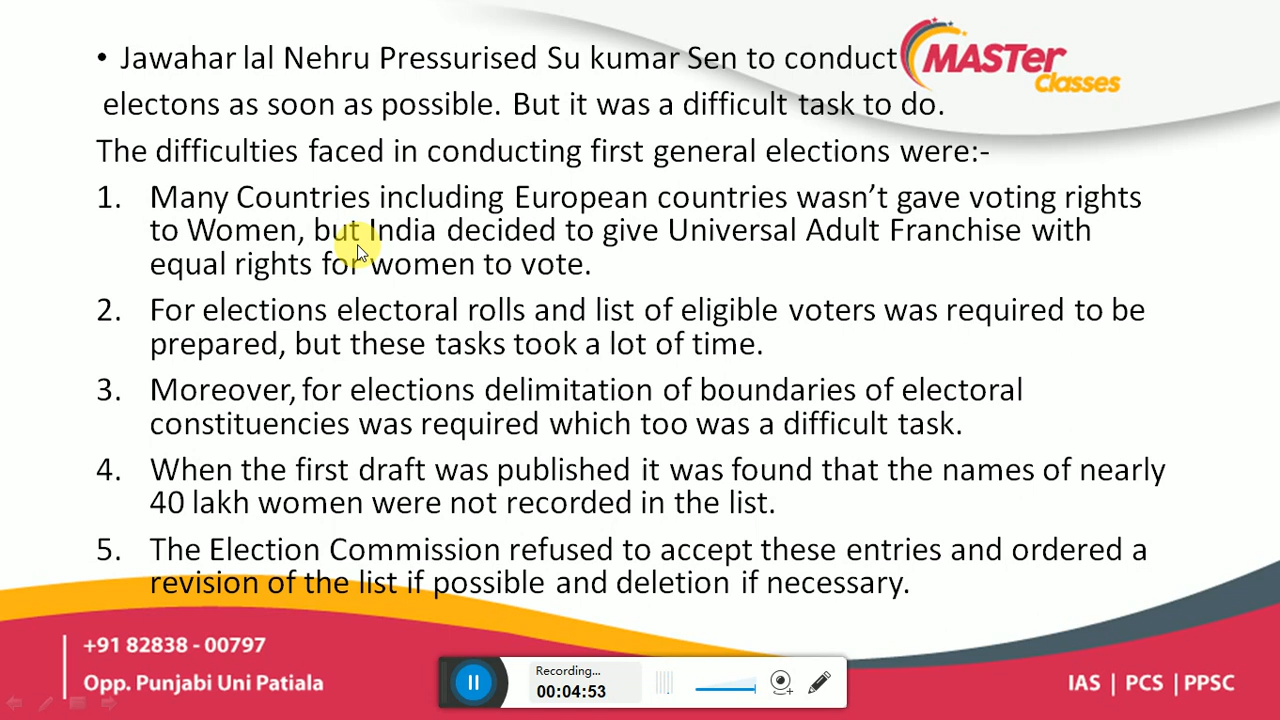 • Jawahar lal Nehru Pressurised Su kumar Sen to conduct
electons as soon as possible. But it was a difficult task to do.
The difficulties faced in conducting first general elections were:-
1. Many Countries including European countries wasn’t gave voting rights
to Women, but India decided to give Universal Adult Franchise with
equal rights for women to vote.
2. For elections electoral rolls and list of eligible voters was required to be
prepared, but these tasks took a lot of time.
3. Moreover, for elections delimitation of boundaries of electoral
constituencies was required which too was a difficult task.
4. When the first draft was published it was found that the names of nearly
40 lakh women were not recorded in the list.
5. The Election Commission refused to accept these entries and ordered a
revision of the list if possible and deletion if necessary.
MASTer
Classes
+91 82838 - 00797
Opp. Punjabi Uni Patiala
Recording...
00:04:53
IAS | PCS | PPSC